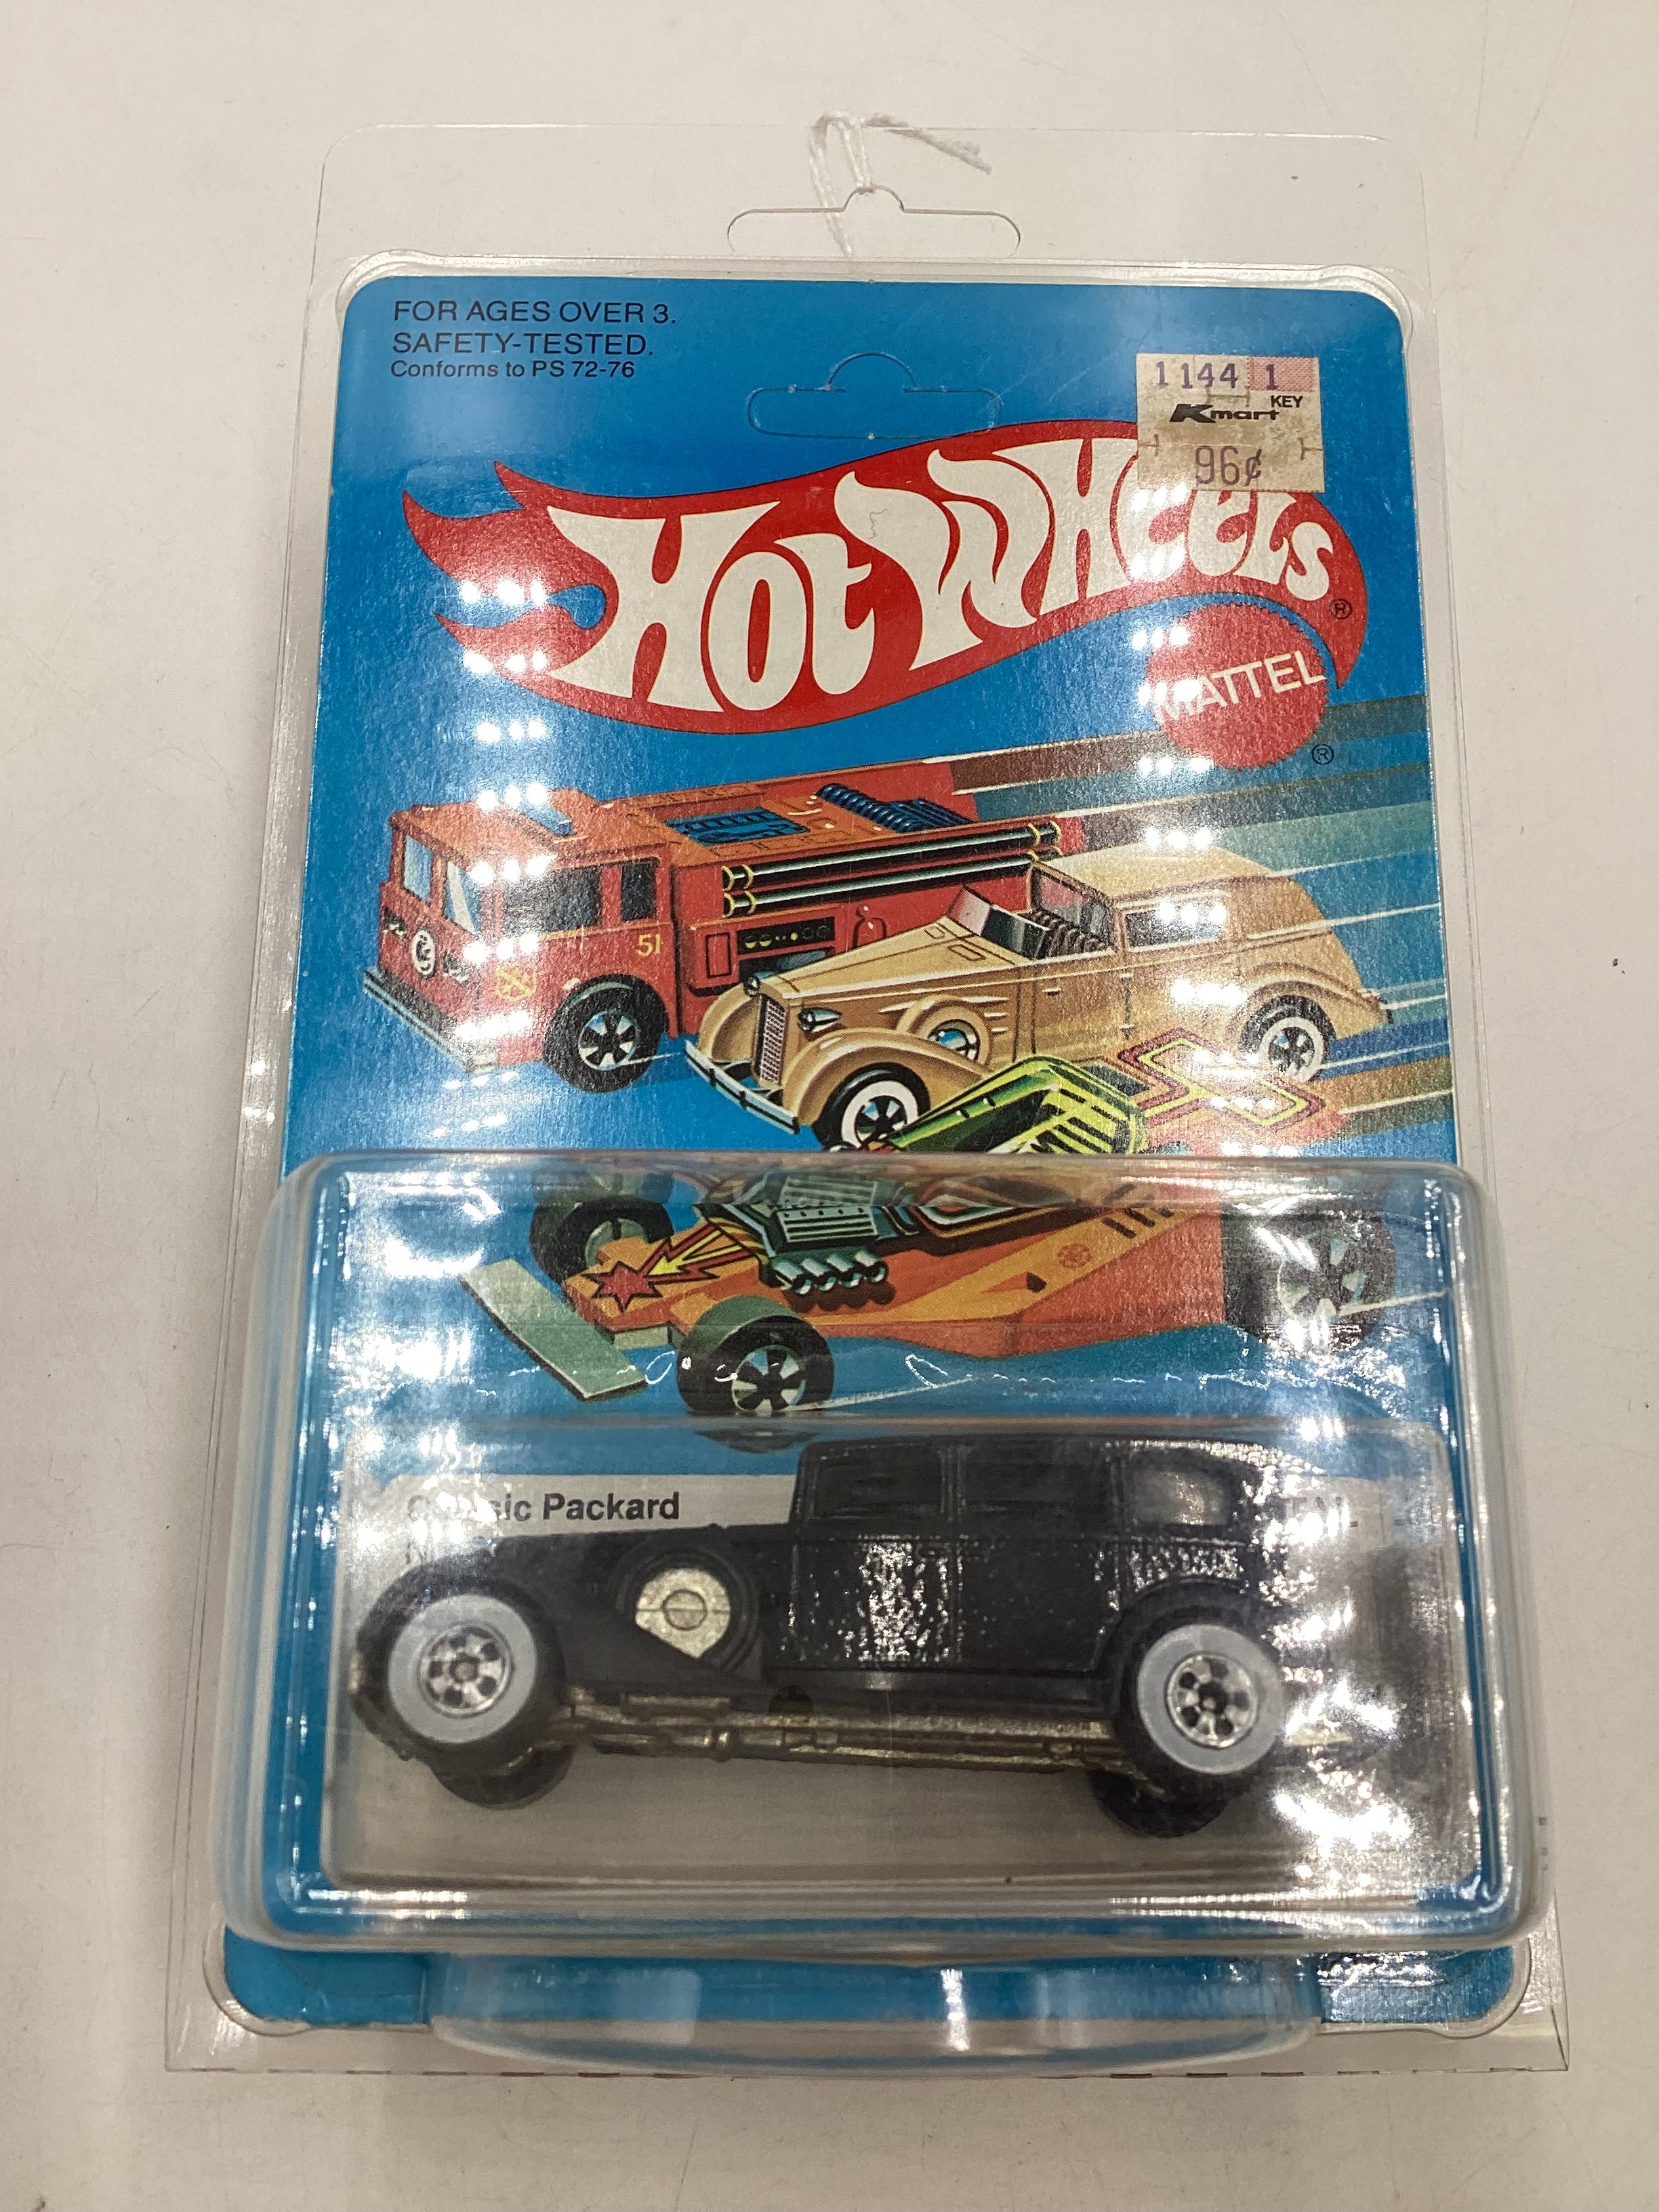 FOR AGES OVER 3.
SAFETY-TESTED.
Conforms to PS 72-76
1144 1
KEY
Kmart
96¢
HOT WHEELS®
MATTEL
®
51
Classic Packard